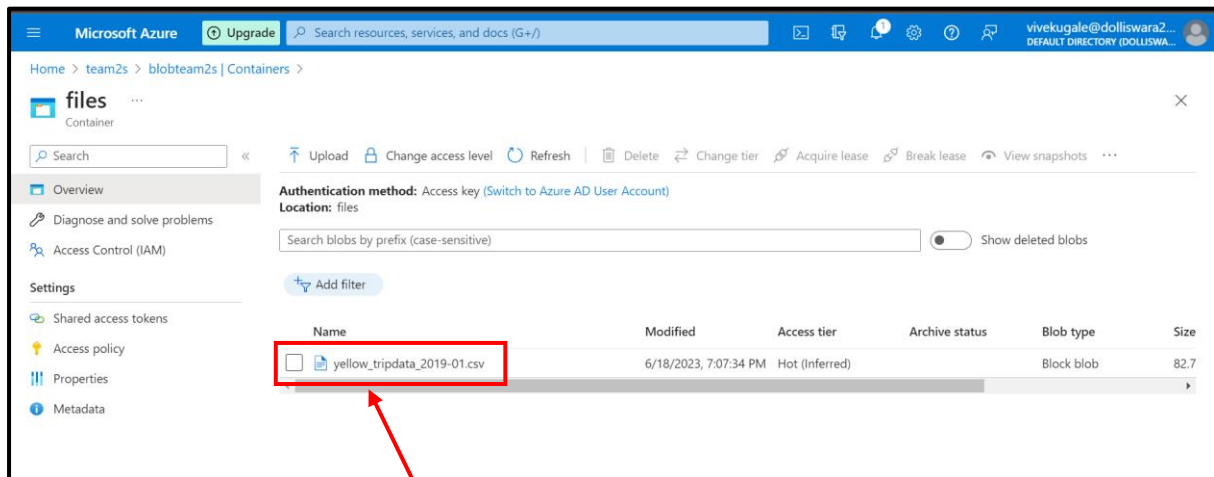 Microsoft Azure
Upgrade
Search resources, services, and docs (G+/)
1
vivekugale@dolliswara2...
DEFAULT DIRECTORY (DOLLISWA...
Home > team2s > blobteam2s | Containers >
files ...
Container
Search
«
Upload Change access level Refresh | Delete Change tier Acquire lease Break lease View snapshots ...
Overview
Diagnose and solve problems
Access Control (IAM)
Settings
Shared access tokens
Access policy
Properties
Metadata
Authentication method: Access key (Switch to Azure AD User Account)
Location: files
Search blobs by prefix (case-sensitive)
Show deleted blobs
Add filter
Name Modified Access tier Archive status Blob type Size
yellow_tripdata_2019-01.csv 6/18/2023, 7:07:34 PM Hot (Inferred) Block blob 82.7